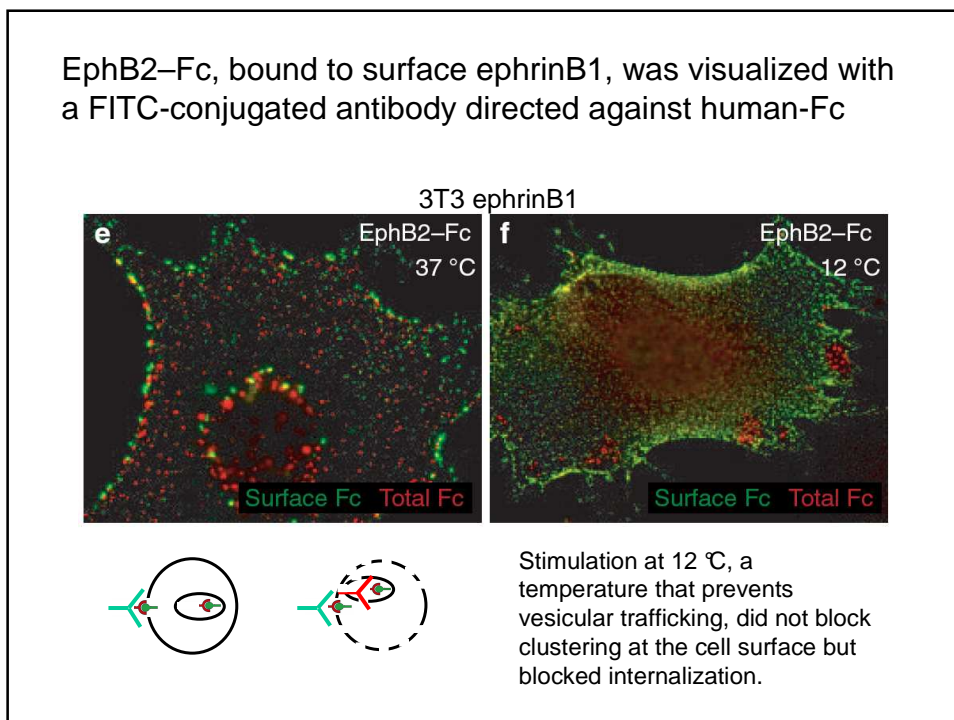 EphB2–Fc, bound to surface ephrinB1, was visualized with
a FITC-conjugated antibody directed against human-Fc
3T3 ephrinB1
e
EphB2–Fc
37 °C
Surface Fc Total Fc
f
EphB2–Fc
12 °C
Surface Fc Total Fc
Stimulation at 12 °C, a
temperature that prevents
vesicular trafficking, did not block
clustering at the cell surface but
blocked internalization.